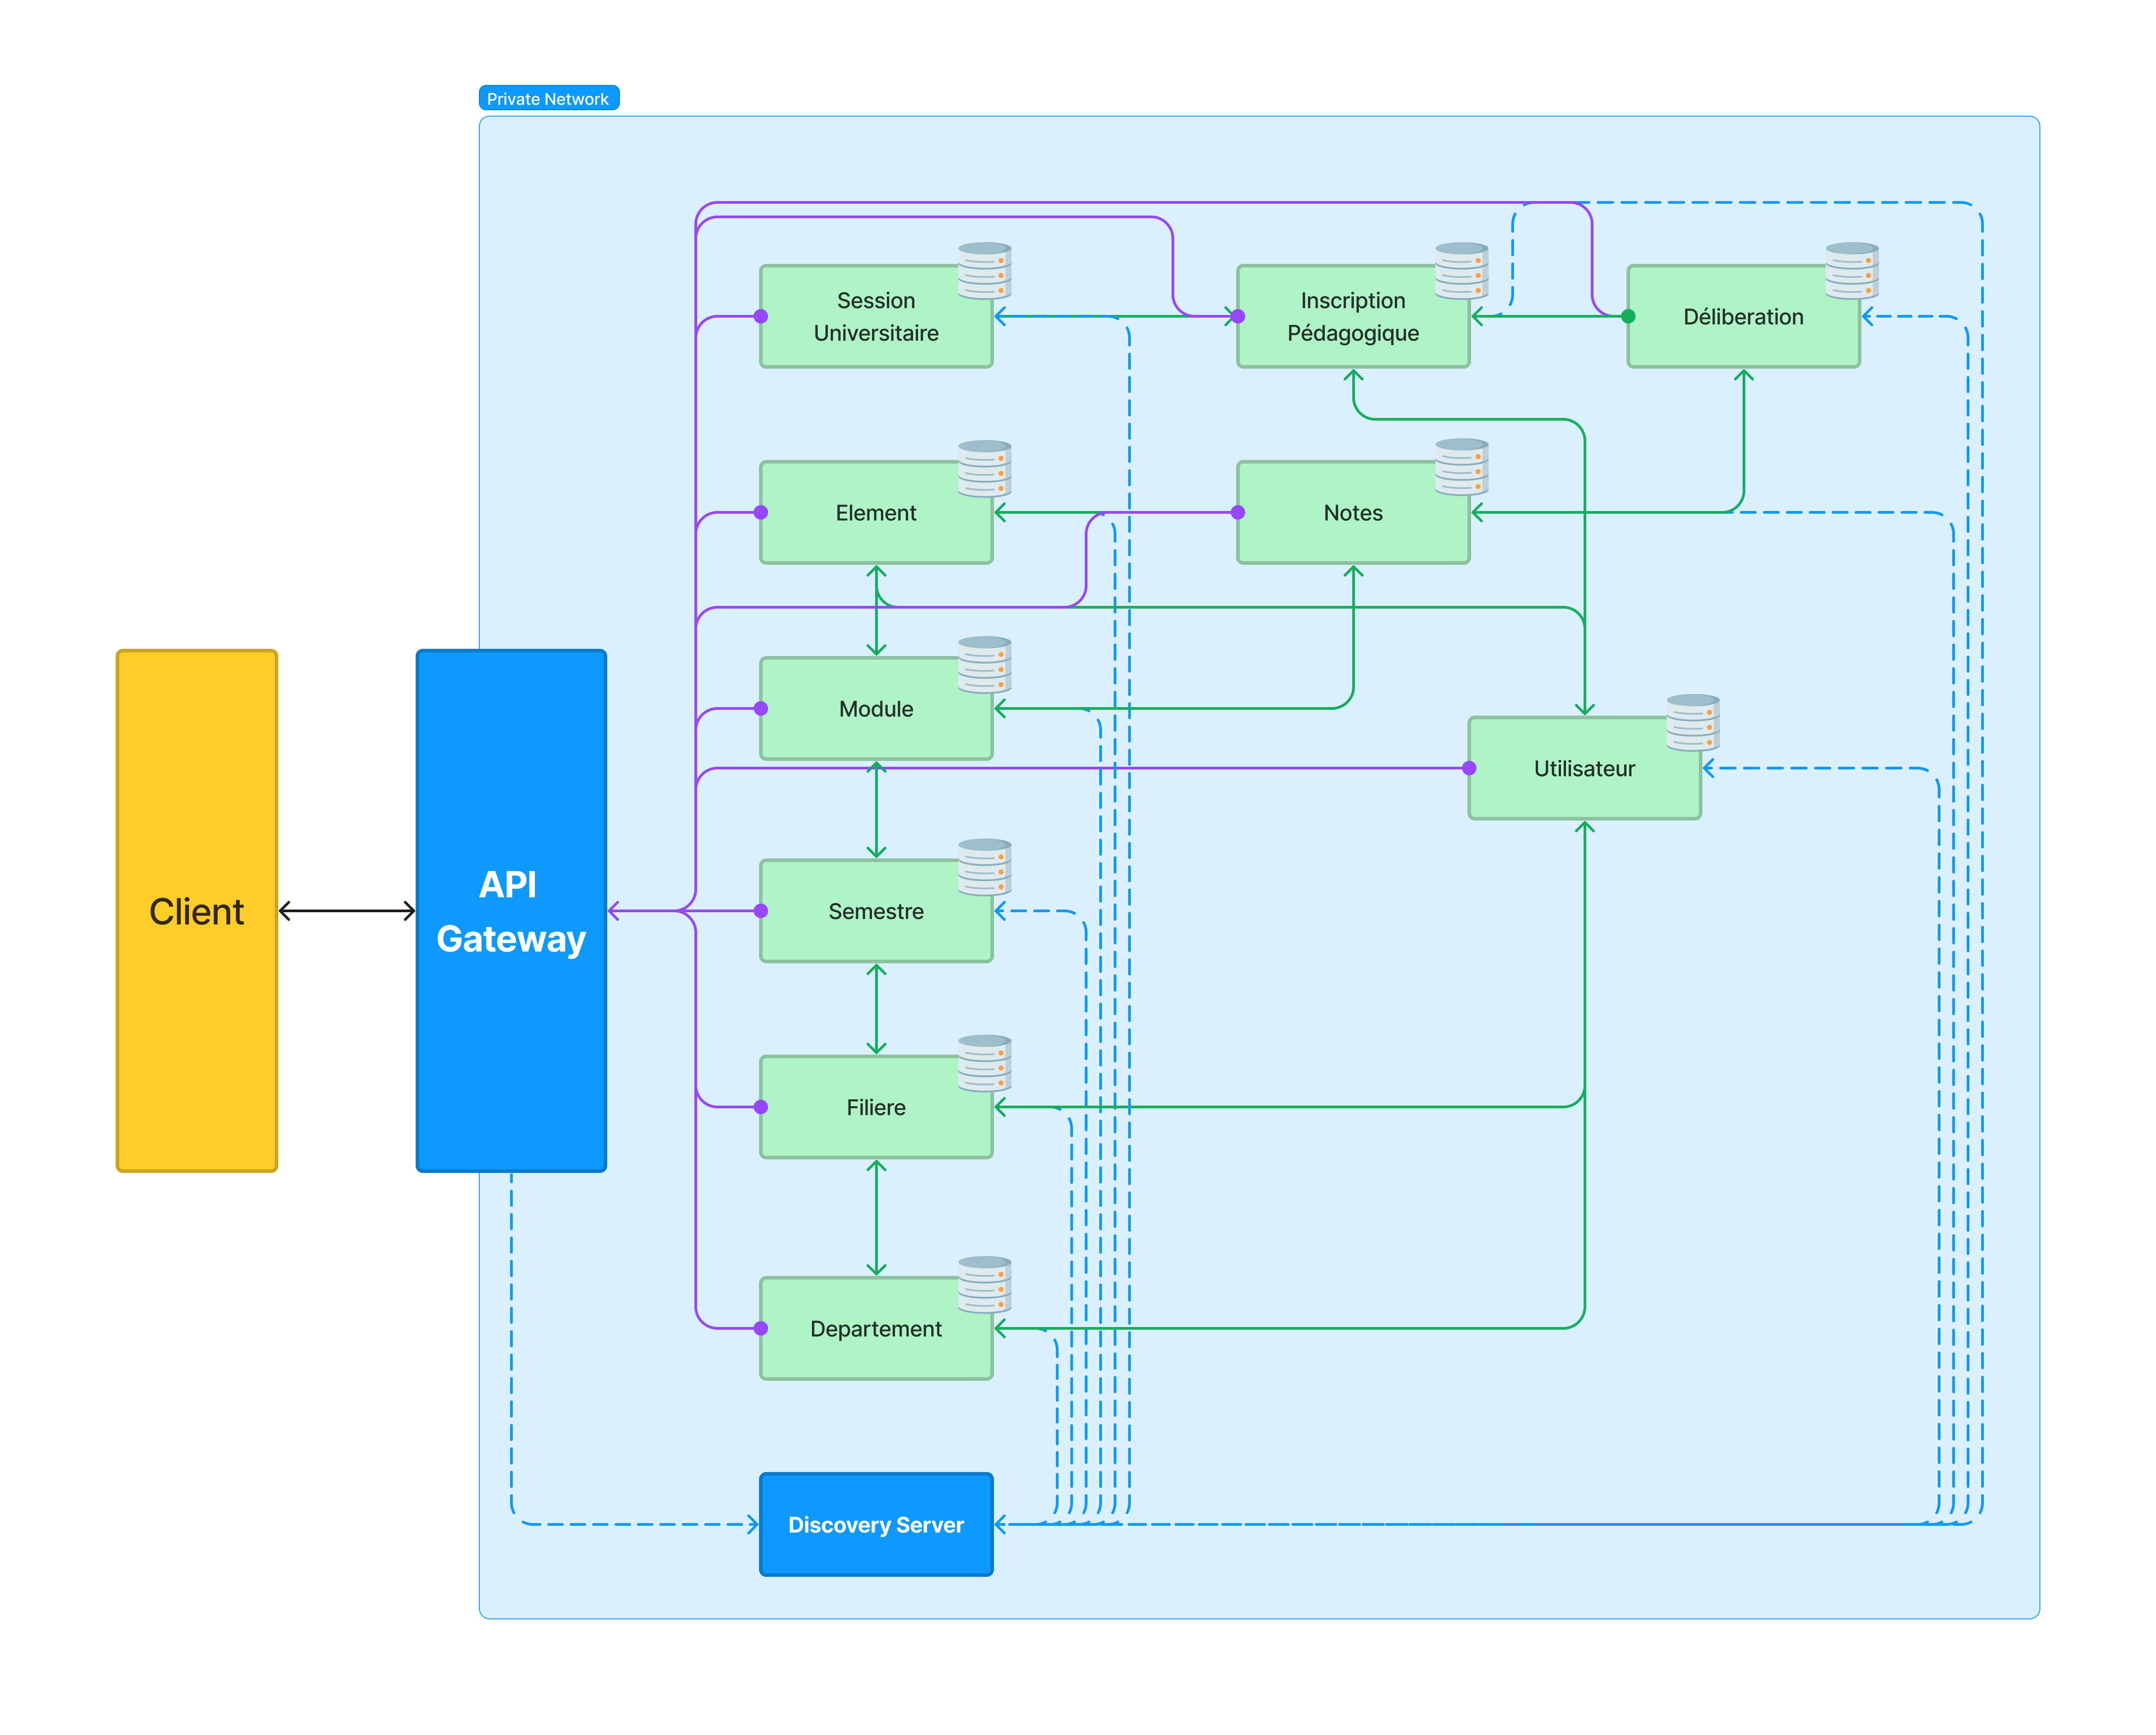 Private Network
Session
Universitaire
Inscription
Pédagogique
Déliberation
Element
Notes
Module
Utilisateur
Client
API
Gateway
Semestre
Filiere
Departement
Discovery Server